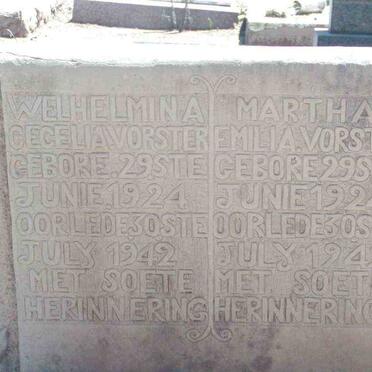 WELHELMINA
CECELIA VORSTER
GEBORE 29STE
JUNIE 1924
OORLEDE 30STE
JULY 1942
MET SOETE
HERINNERING
MARTHA
EMILIA VORST
GEBORE 29S
JUNIE 192
OORLEDE 30S
JULY 194
MET SOET
HERINNERING